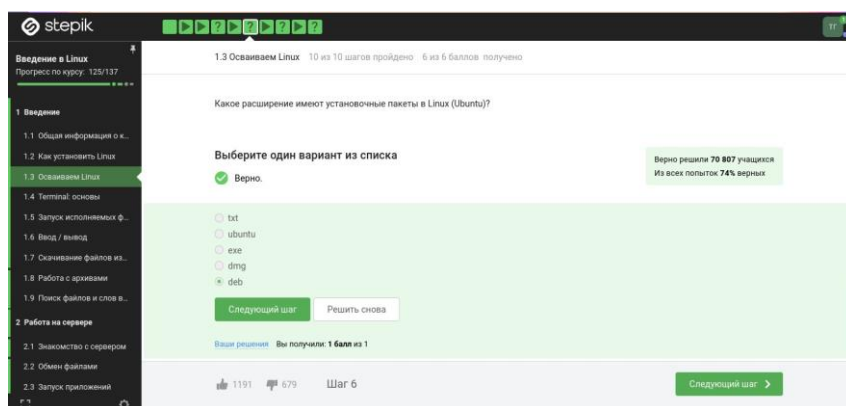 stepik
ТГ
Введение в Linux
Прогресс по курсу: 125/137
1.3 Осваиваем Linux 10 из 10 шагов пройдено 6 из 6 баллов получено
1 Введение
1.1 Общая информация о к...
1.2 Как установить Linux
1.3 Осваиваем Linux
1.4 Terminal: основы
1.5 Запуск исполняемых ф...
1.6 Ввод / вывод
1.7 Скачивание файлов из...
1.8 Работа с архивами
1.9 Поиск файлов и слов в...
2 Работа на сервере
2.1 Знакомство с сервером
2.2 Обмен файлами
2.3 Запуск приложений
Какое расширение имеют установочные пакеты в Linux (Ubuntu)?
Выберите один вариант из списка
Верно.
Верно решили 70 807 учащихся
Из всех попыток 74% верных
txt
ubuntu
exe
dmg
deb
Следующий шаг Решить снова
Ваши решения Вы получили: 1 балл из 1
1191 679 Шаг 6 Следующий шаг